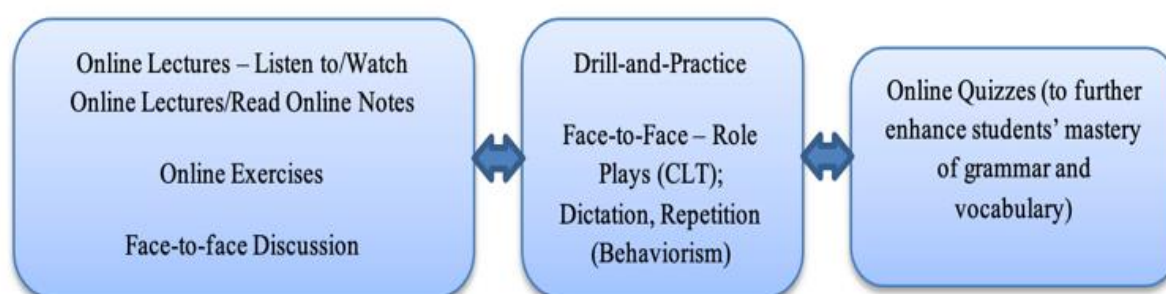 Online Lectures – Listen to/Watch
Online Lectures/Read Online Notes
Online Exercises
Face-to-face Discussion
Drill-and-Practice
Face-to-Face – Role
Plays (CLT);
Dictation, Repetition
(Behaviorism)
Online Quizzes (to further
enhance students’ mastery
of grammar and
vocabulary)